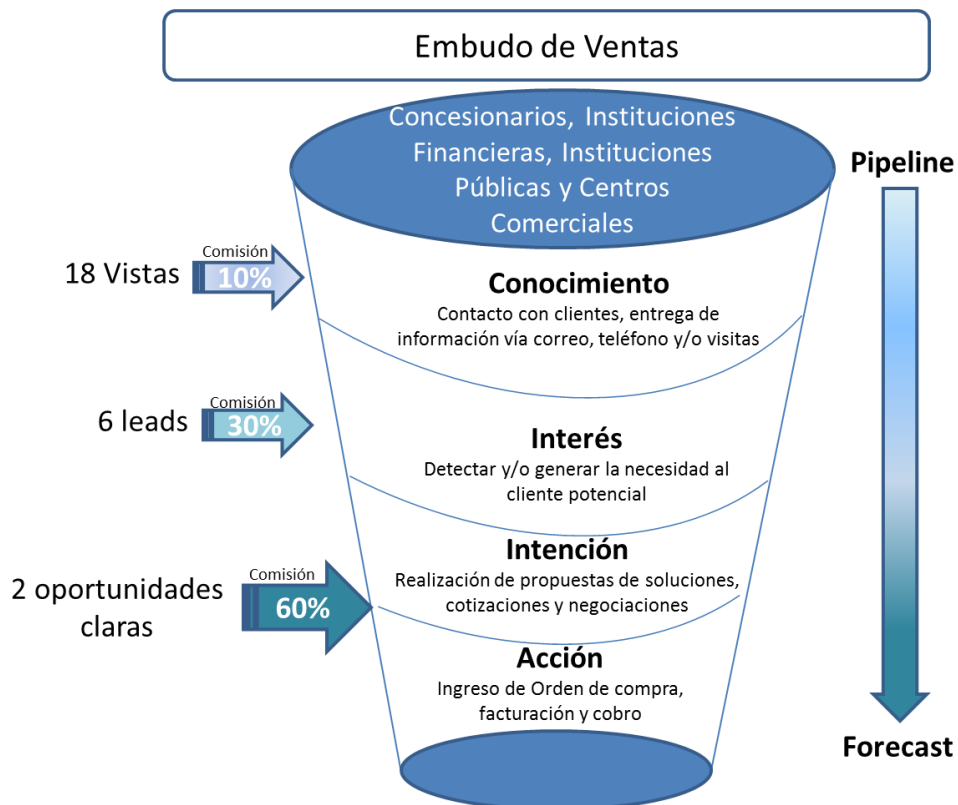 Embudo de Ventas
Concesionarios, Instituciones
Financieras, Instituciones
Públicas y Centros
Comerciales
Pipeline
Comisión
18 Vistas
10%
Conocimiento
Contacto con clientes, entrega de
información vía correo, teléfono y/o visitas
Comisión
6 leads
30%
Interés
Detectar y/o generar la necesidad al
cliente potencial
Comisión
2 oportunidades
claras
60%
Intención
Realización de propuestas de soluciones,
cotizaciones y negociaciones
Acción
Ingreso de Orden de compra,
facturación y cobro
Forecast